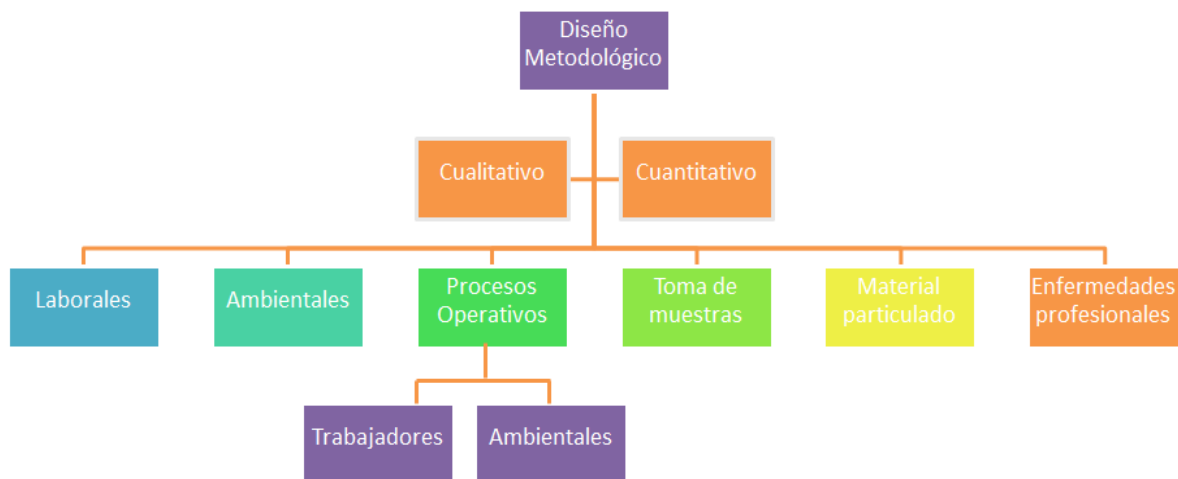 Diseño
Metodológico
Cualitativo
Cuantitativo
Laborales
Ambientales
Procesos
Operativos
Toma de
muestras
Material
particulado
Enfermedades
profesionales
Trabajadores
Ambientales